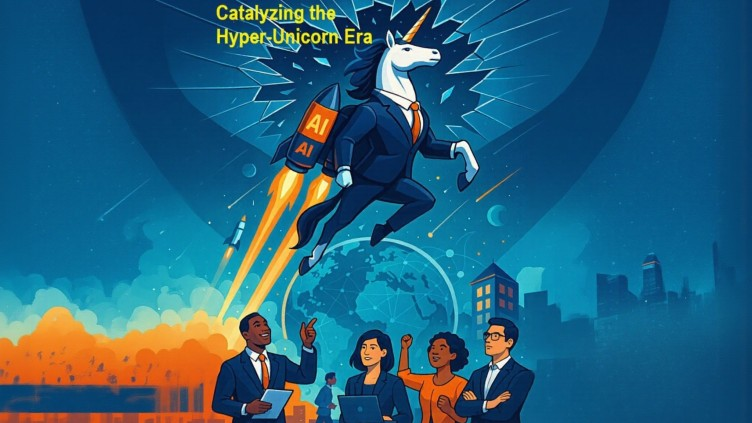 Catalyzing the
Hyper-Unicorn Era
AI
AI